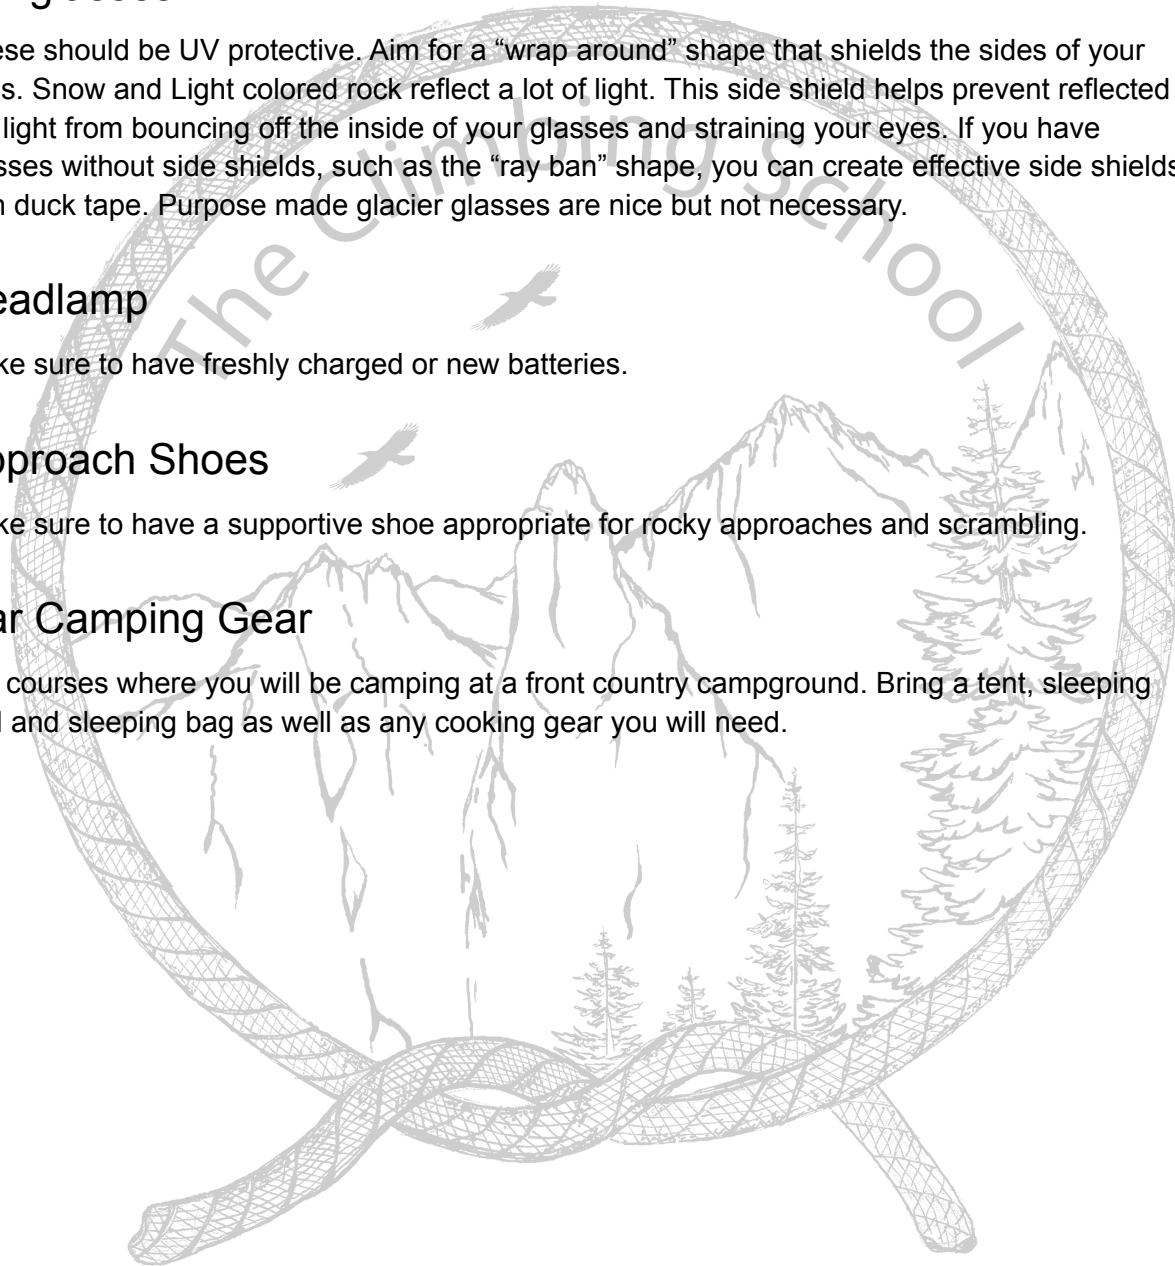 ese should be UV protective. Aim for a “wrap around” shape that shields the sides of your
s. Snow and Light colored rock reflect a lot of light. This side shield helps prevent reflected
light from bouncing off the inside of your glasses and straining your eyes. If you have
sses without side shields, such as the “ray ban” shape, you can create effective side shields
h duck tape. Purpose made glacier glasses are nice but not necessary.
The Climbing School
eadlamp
ke sure to have freshly charged or new batteries.
pproach Shoes
ke sure to have a supportive shoe appropriate for rocky approaches and scrambling.
ar Camping Gear
courses where you will be camping at a front country campground. Bring a tent, sleeping
d and sleeping bag as well as any cooking gear you will need.